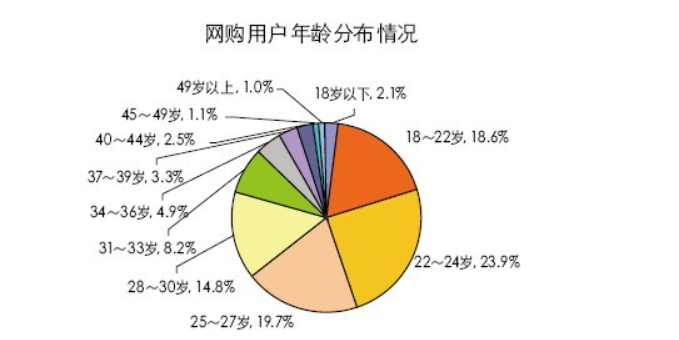 网购用户年龄分布情况
49岁以上, 1.0%
18岁以下, 2.1%
45～49岁, 1.1%
40～44岁, 2.5%
18～22岁, 18.6%
37～39岁, 3.3%
34～36岁, 4.9%
31～33岁, 8.2%
22～24岁, 23.9%
28～30岁, 14.8%
25～27岁, 19.7%